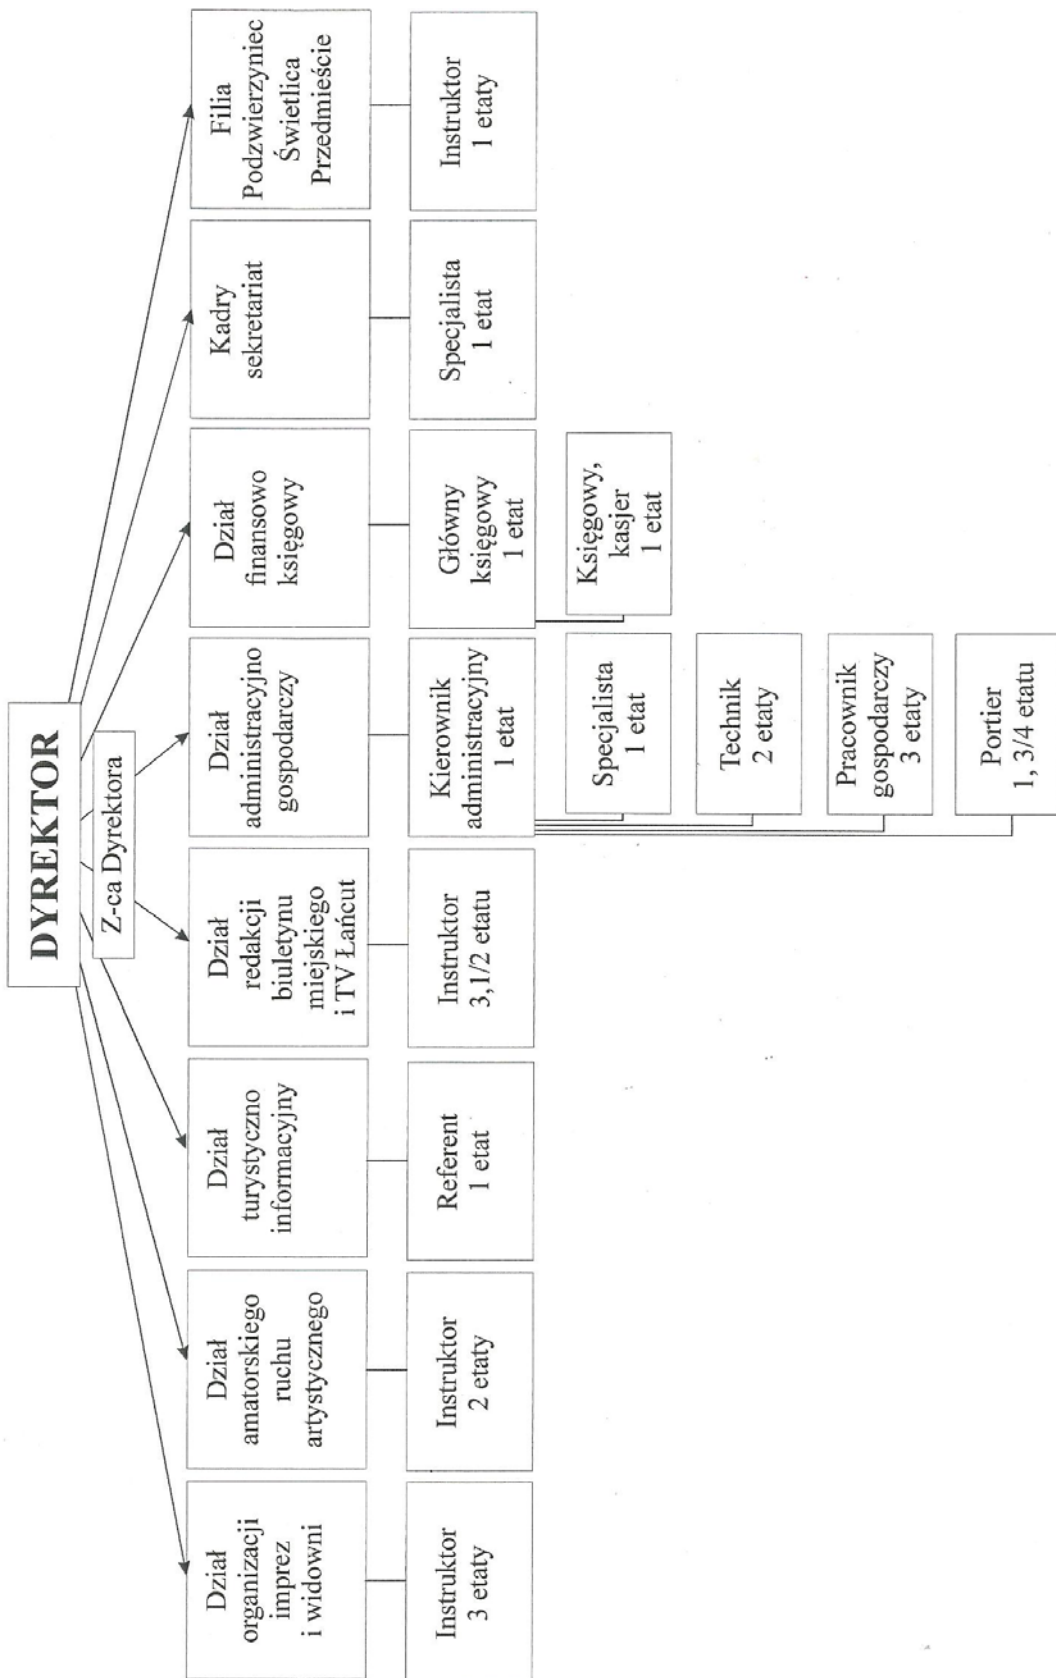 DYREKTOR
Z-ca Dyrektora
Dział
organizacji
imprez
i widowni
Dział
amatorskiego
ruchu
artystycznego
Dział
turystyczno
informacyjny
Dział
redakcji
biuletynu
miejskiego
i TV Łańcut
Dział
administracyjno
gospodarczy
Dział
finansowo
księgowy
Kadry
sekretariat
Filia
Podzwierzyniec
Świetlica
Przedmieście
Instruktor
3 etaty
Instruktor
2 etaty
Referent
1 etat
Instruktor
3,1/2 etatu
Kierownik
administracyjny
1 etat
Główny
księgowy
1 etat
Specjalista
1 etat
Instruktor
1 etaty
Specjalista
1 etat
Księgowy,
kasjer
1 etat
Technik
2 etaty
Pracownik
gospodarczy
3 etaty
Portier
1, 3/4 etatu